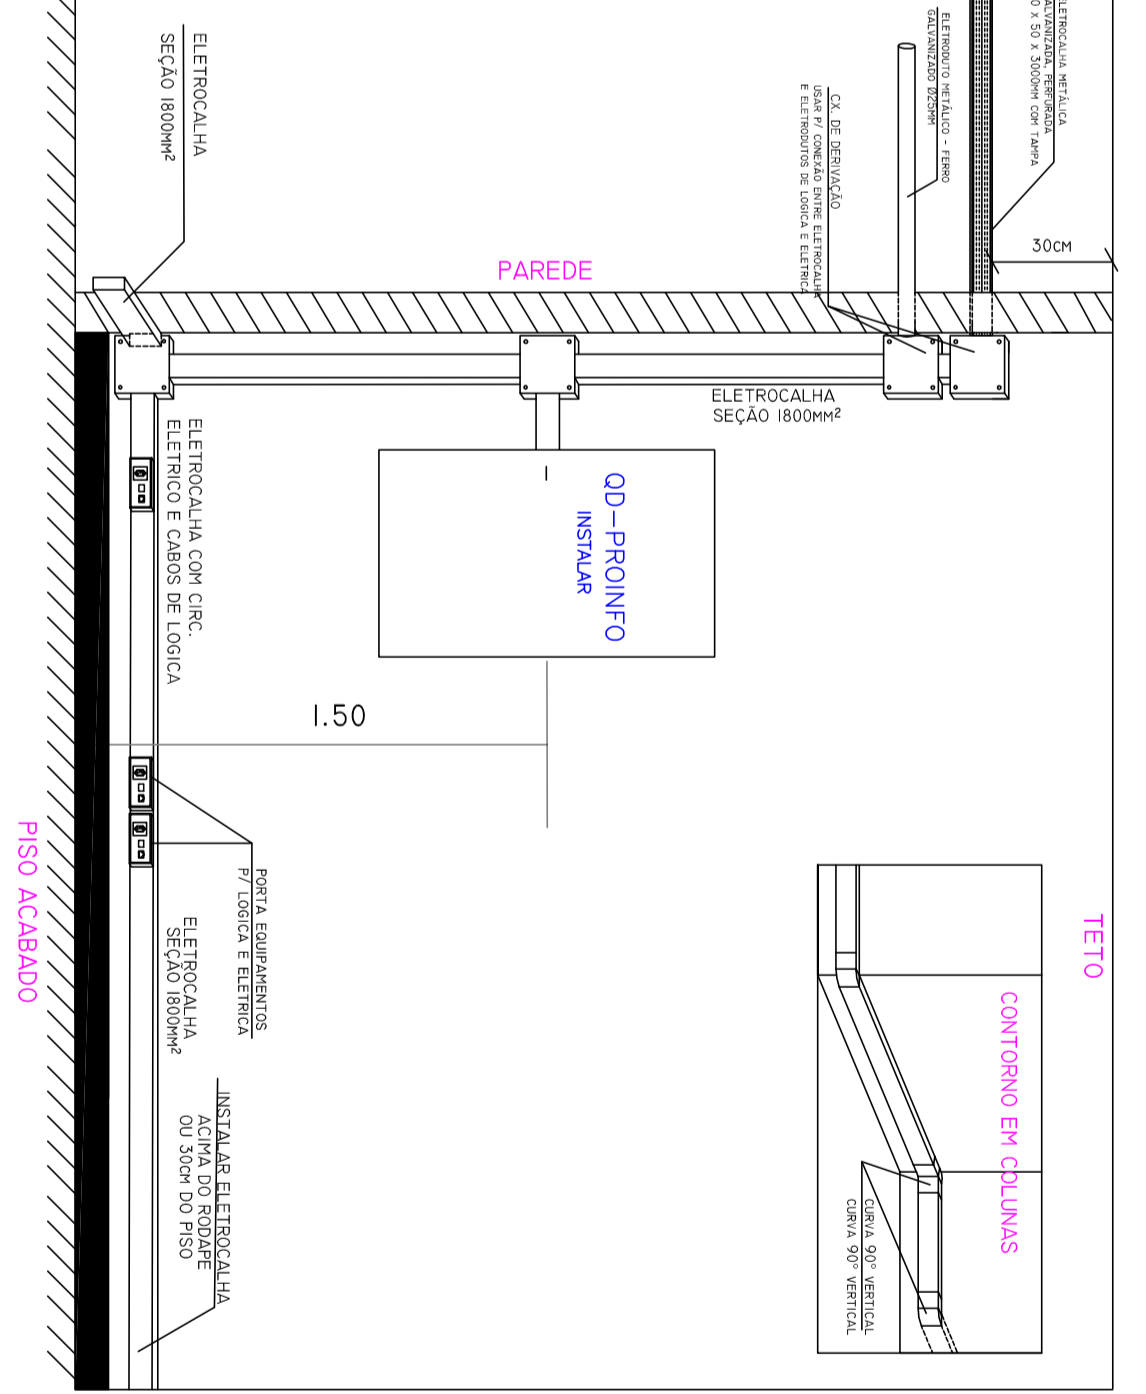 ELETROCALHA METÁLICA
GALVANIZADA, PERFURADA
0 X 50 X 3000MM COM TAMPA
30CM
ELETRODUTO METÁLICO - FERRO
GALVANIZADO Ø25MM
CX. DE DERIVAÇÃO
USAR P/ CONEXÃO ENTRE ELETROCALHA
E ELETRODUTOS DE LOGICA E ELETRICA
ELETROCALHA
SEÇÃO 1800MM²
PAREDE
ELETROCALHA
SEÇÃO 1800MM²
QD-PROINFO
INSTALAR
ELETROCALHA COM CIRC.
ELETRICO E CABOS DE LOGICA
1.50
PORTA EQUIPAMENTOS
P/ LOGICA E ELETRICA
ELETROCALHA
SEÇÃO 1800MM²
INSTALAR ELETROCALHA
ACIMA DO RODAPE
OU 30CM DO PISO
TETO
CONTORNO EM COLUNAS
CURVA 90° VERTICAL
CURVA 90° VERTICAL
PISO ACABADO